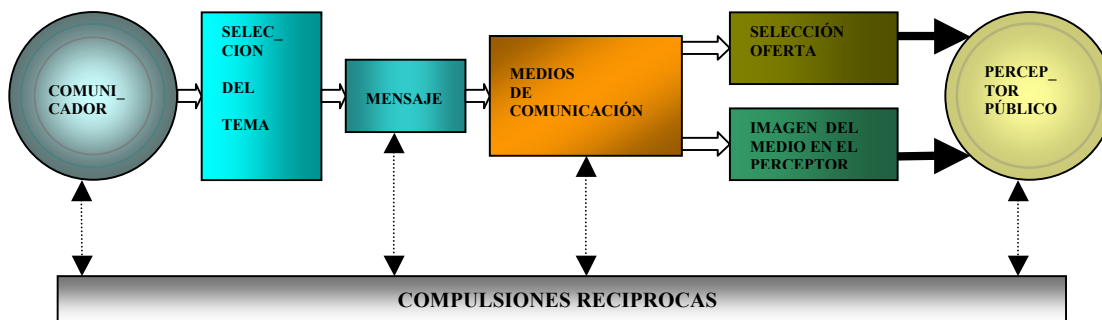 COMUNI_
CADOR
SELEC_
CION
DEL
TEMA
MENSAJE
MEDIOS
DE
COMUNICACIÓN
SELECCIÓN
OFERTA
IMAGEN DEL
MEDIO EN EL
PERCEPTOR
PERCEP_
TOR
PÚBLICO
COMPULSIONES RECIPROCAS